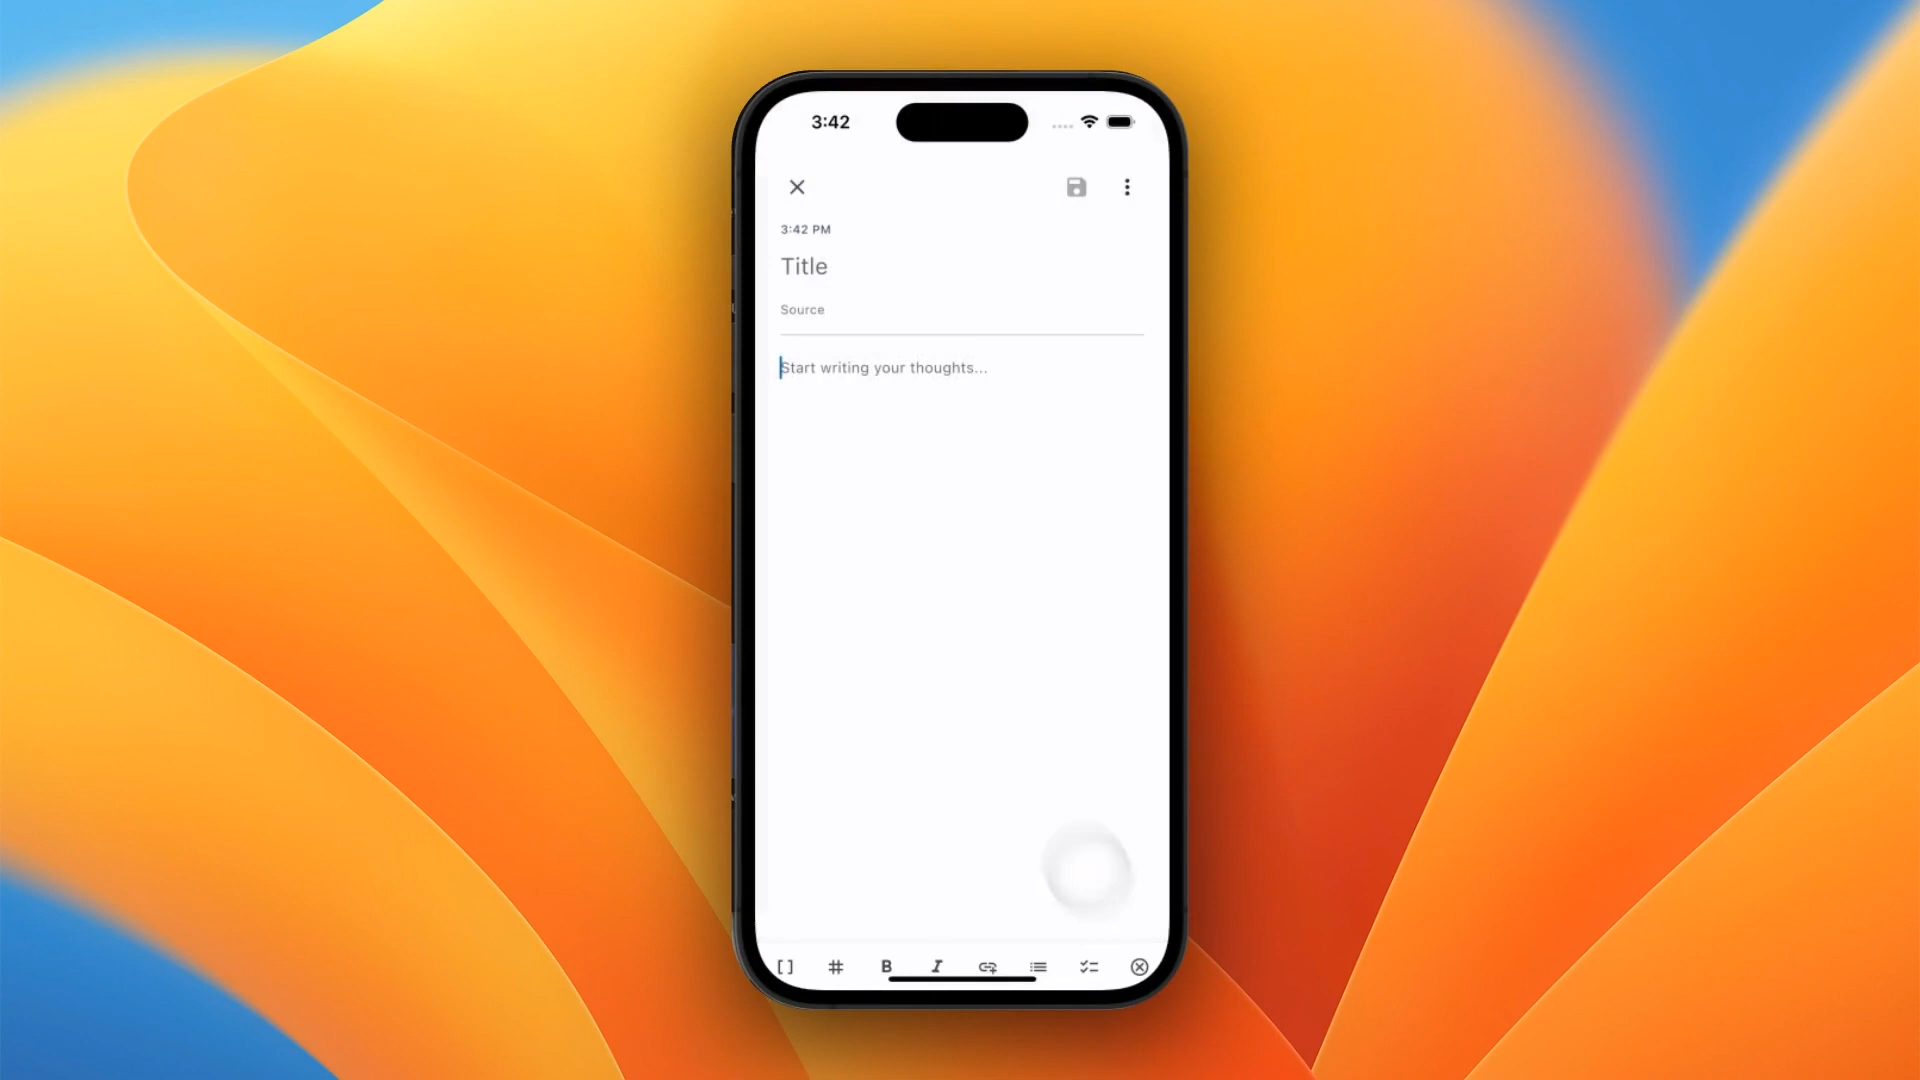 3:42
3:42 PM
Title
Source
Start writing your thoughts...
[ ] # B I